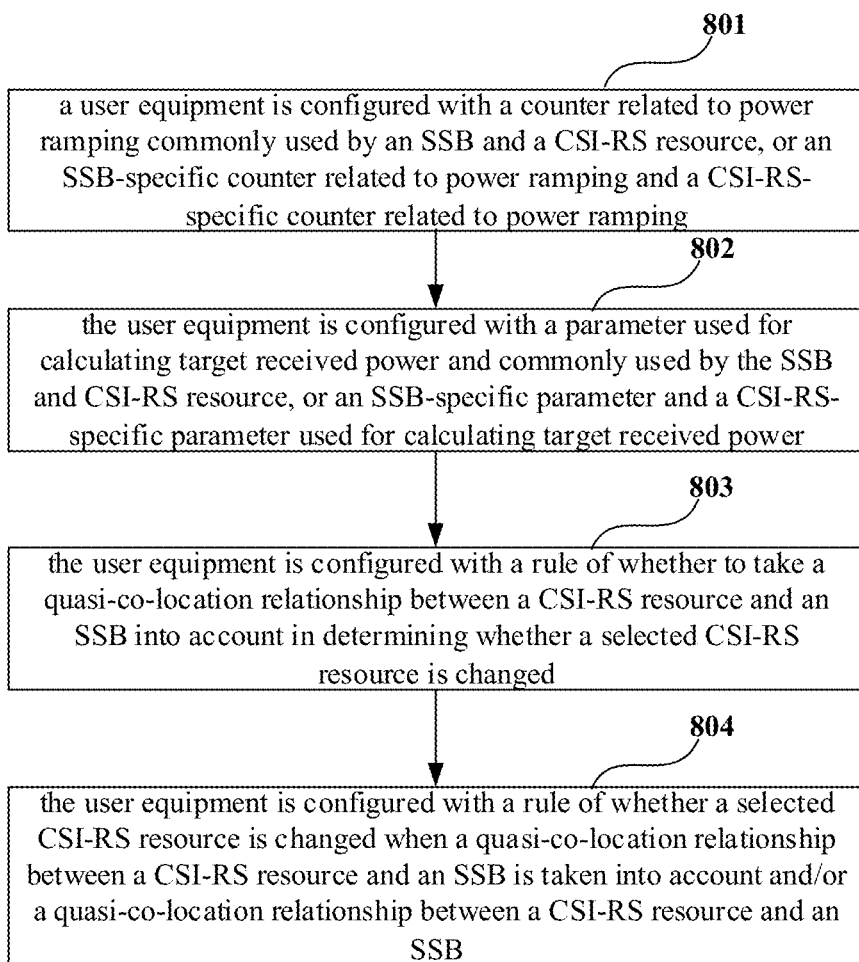 801
a user equipment is configured with a counter related to power
ramping commonly used by an SSB and a CSI-RS resource, or an
SSB-specific counter related to power ramping and a CSI-RS-
specific counter related to power ramping
802
the user equipment is configured with a parameter used for
calculating target received power and commonly used by the SSB
and CSI-RS resource, or an SSB-specific parameter and a CSI-RS-
specific parameter used for calculating target received power
803
the user equipment is configured with a rule of whether to take a
quasi-co-location relationship between a CSI-RS resource and an
SSB into account in determining whether a selected CSI-RS
resource is changed
804
the user equipment is configured with a rule of whether a selected
CSI-RS resource is changed when a quasi-co-location relationship
between a CSI-RS resource and an SSB is taken into account and/or
a quasi-co-location relationship between a CSI-RS resource and an
SSB